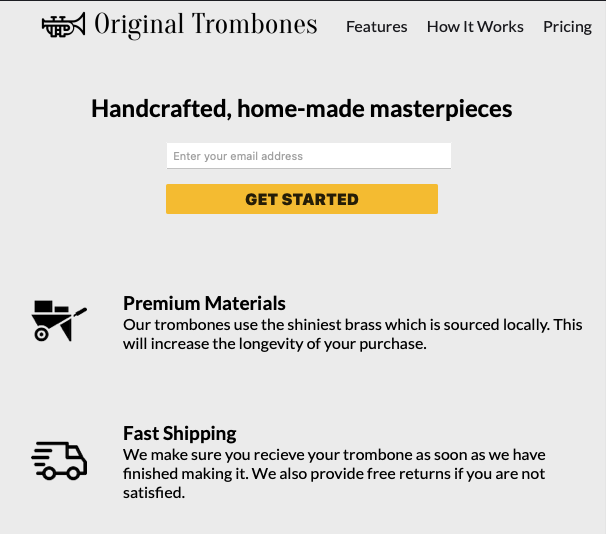 Original Trombones Features How It Works Pricing
Handcrafted, home-made masterpieces
Enter your email address
GET STARTED
Premium Materials
Our trombones use the shiniest brass which is sourced locally. This
will increase the longevity of your purchase.
Fast Shipping
We make sure you recieve your trombone as soon as we have
finished making it. We also provide free returns if you are not
satisfied.